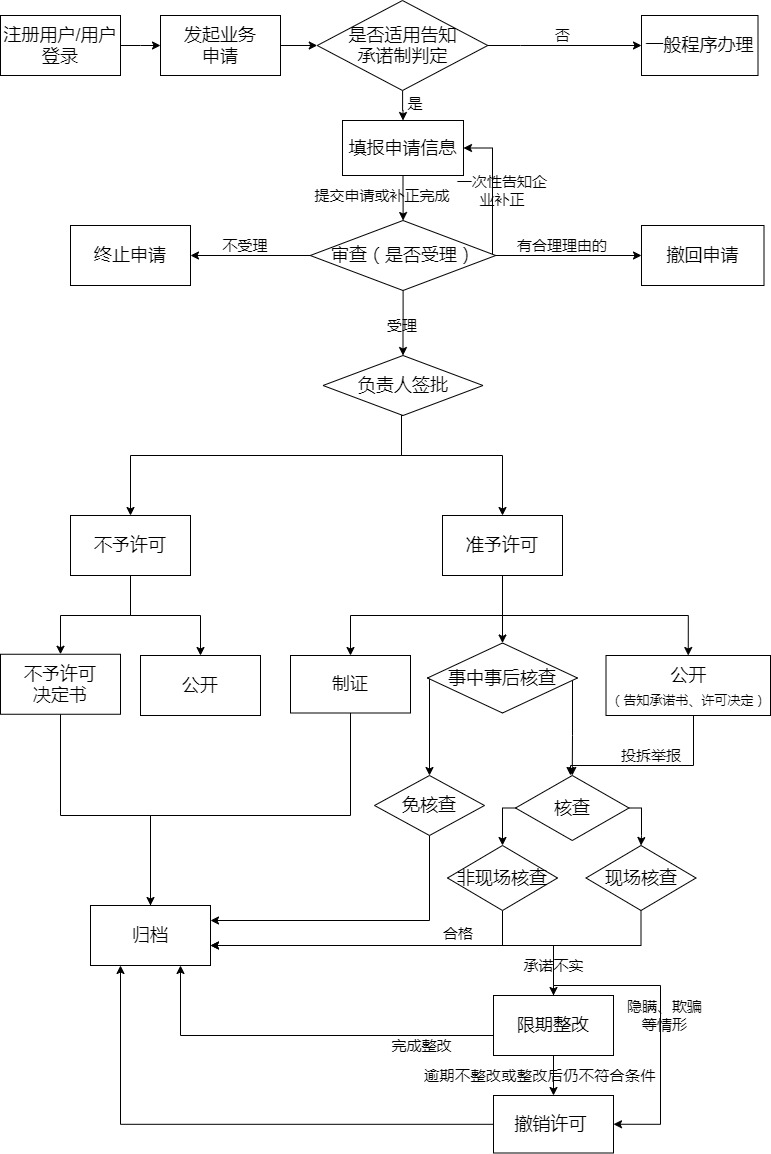 注册用户/用户
登录
发起业务
申请
是否适用告知
承诺制判定
否
一般程序办理
是
填报申请信息
提交申请或补正完成
一次性告知企
业补正
终止申请
不受理
审查（是否受理）
有合理理由的
撤回申请
受理
负责人签批
不予许可
准予许可
不予许可
决定书
公开
制证
事中事后核查
公开
（告知承诺书、许可决定）
投拆举报
免核查
核查
非现场核查
现场核查
归档
合格
承诺不实
限期整改
隐瞒、欺骗
等情形
完成整改
逾期不整改或整改后仍不符合条件
撤销许可